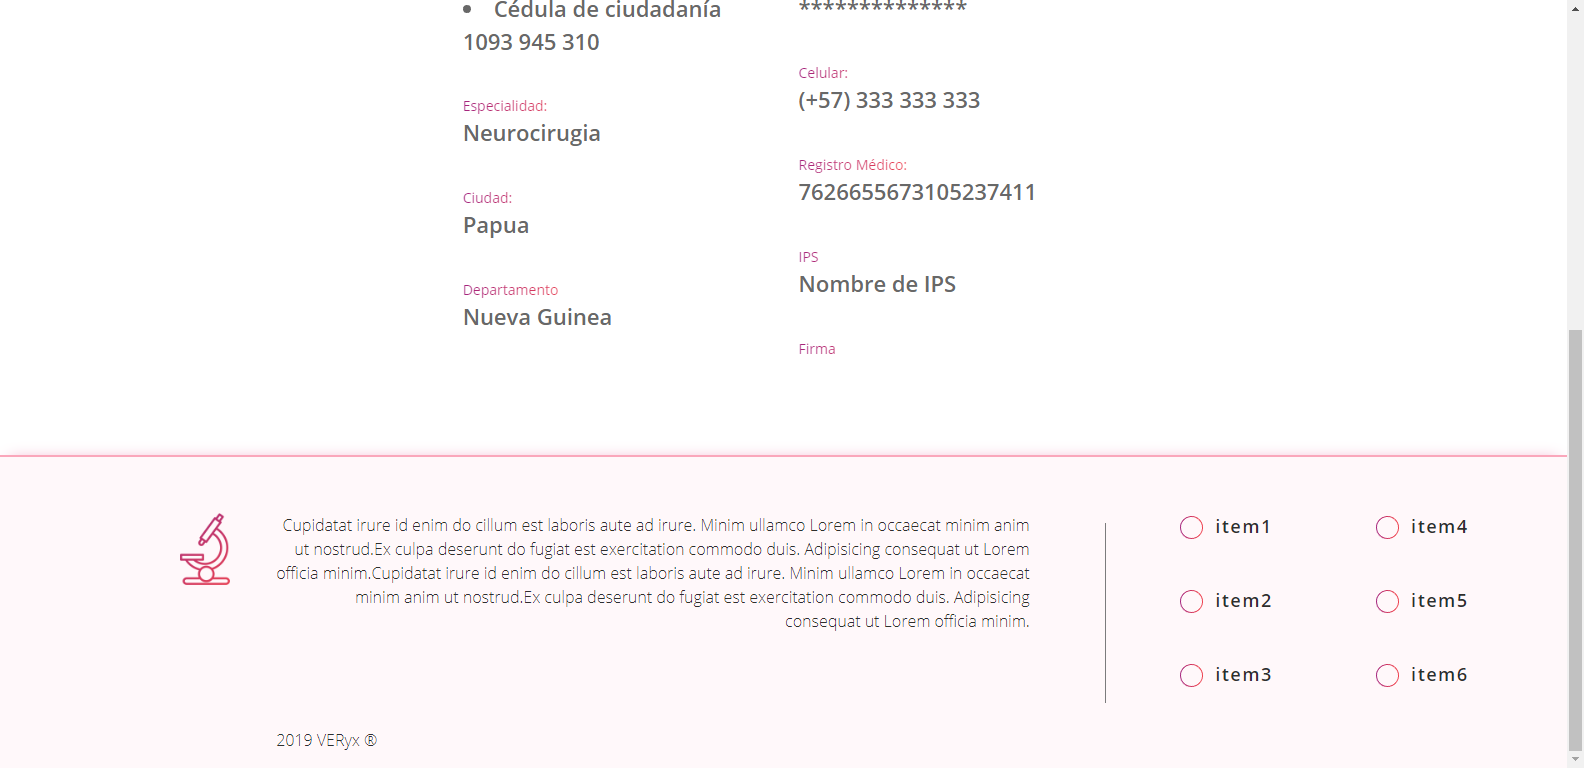 Cédula de ciudadanía
1093 945 310
Especialidad:
Neurocirugia
Ciudad:
Papua
Departamento
Nueva Guinea
**************
Celular:
(+57) 333 333 333
Registro Médico:
7626655673105237411
IPS
Nombre de IPS
Firma
Cupidatat irure id enim do cillum est laboris aute ad irure. Minim ullamco Lorem in occaecat minim anim
ut nostrud.Ex culpa deserunt do fugiat est exercitation commodo duis. Adipisicing consequat ut Lorem
officia minim.Cupidatat irure id enim do cillum est laboris aute ad irure. Minim ullamco Lorem in occaecat
minim anim ut nostrud.Ex culpa deserunt do fugiat est exercitation commodo duis. Adipisicing
consequat ut Lorem officia minim.
item1
item2
item3
item4
item5
item6
2019 VERyx ®